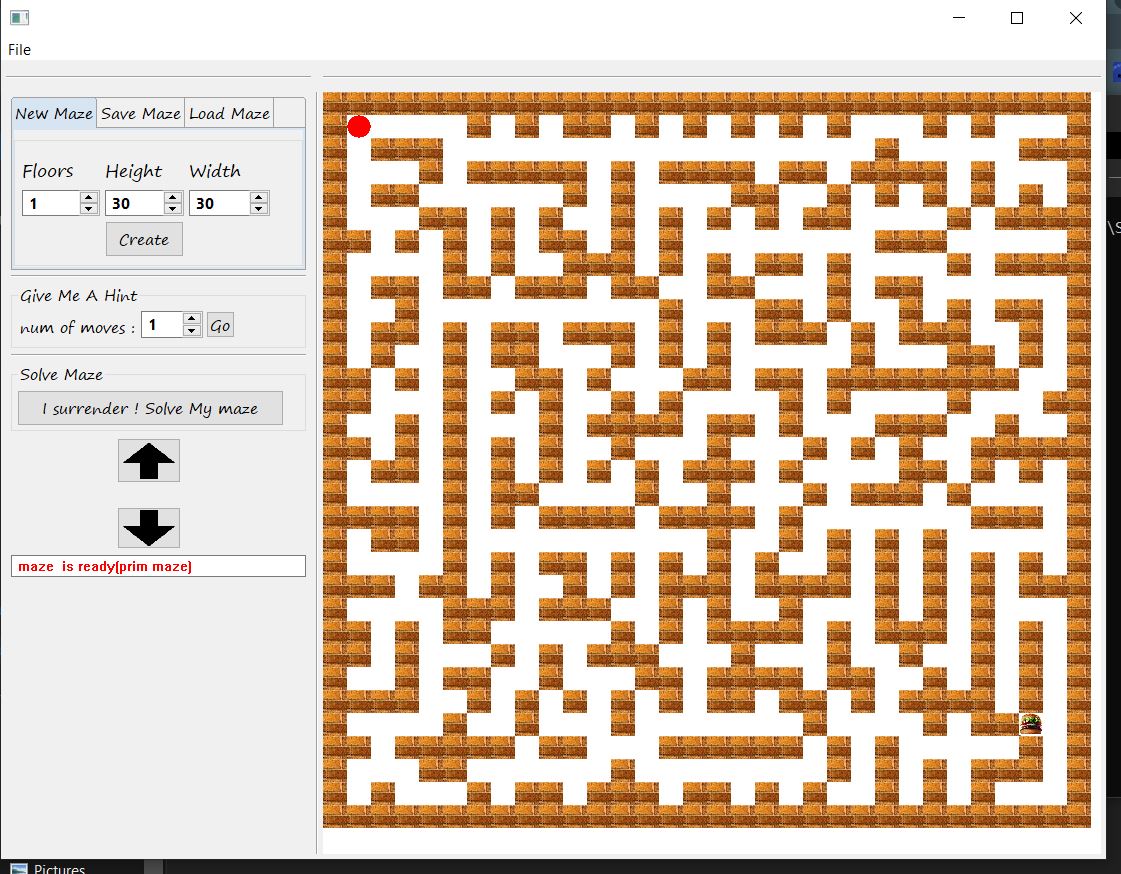 File
New Maze Save Maze Load Maze
Floors Height Width
1 30 30
Create
Give Me A Hint
num of moves : 1 Go
Solve Maze
I surrender ! Solve My maze
maze is ready(prim maze)
Pictures